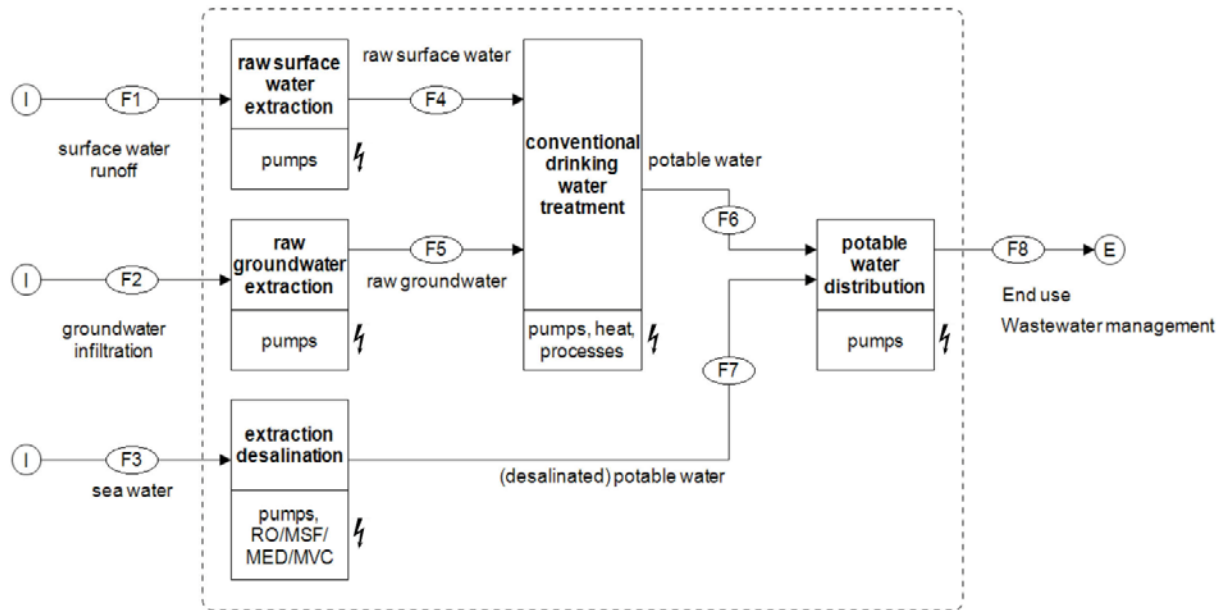 I
F1
surface water
runoff
raw surface
water
extraction
pumps
raw surface water
F4
conventional
drinking
water
treatment
pumps, heat,
processes
I
F2
groundwater
infiltration
raw
groundwater
extraction
pumps
F5
raw groundwater
potable water
F6
potable
water
distribution
pumps
F8
E
End use
Wastewater management
F7
I
F3
sea water
extraction
desalination
pumps,
RO/MSF/
MED/MVC
(desalinated) potable water